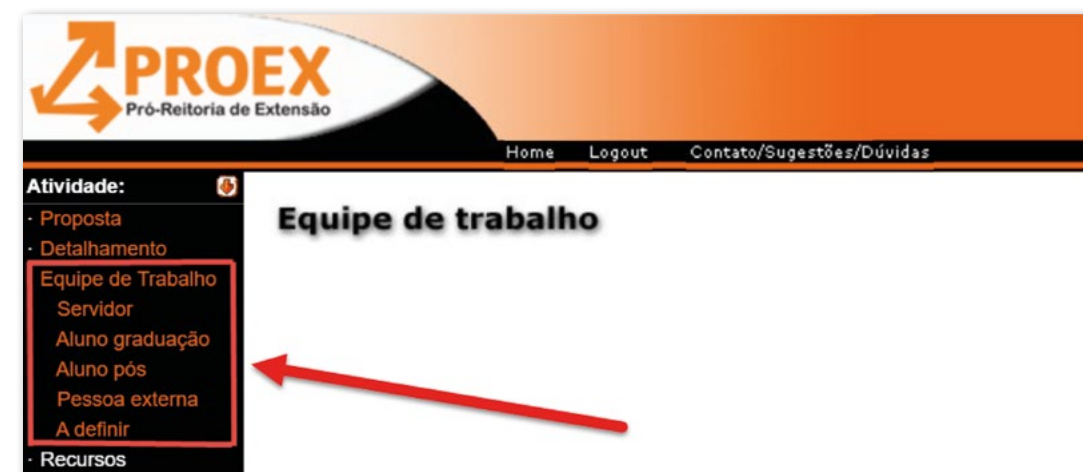 PROEX
Pró-Reitoria de Extensão
Home Logout Contato/Sugestões/Dúvidas
Atividade:
· Proposta
· Detalhamento
Equipe de Trabalho
Servidor
Aluno graduação
Aluno pós
Pessoa externa
A definir
· Recursos
Equipe de trabalho